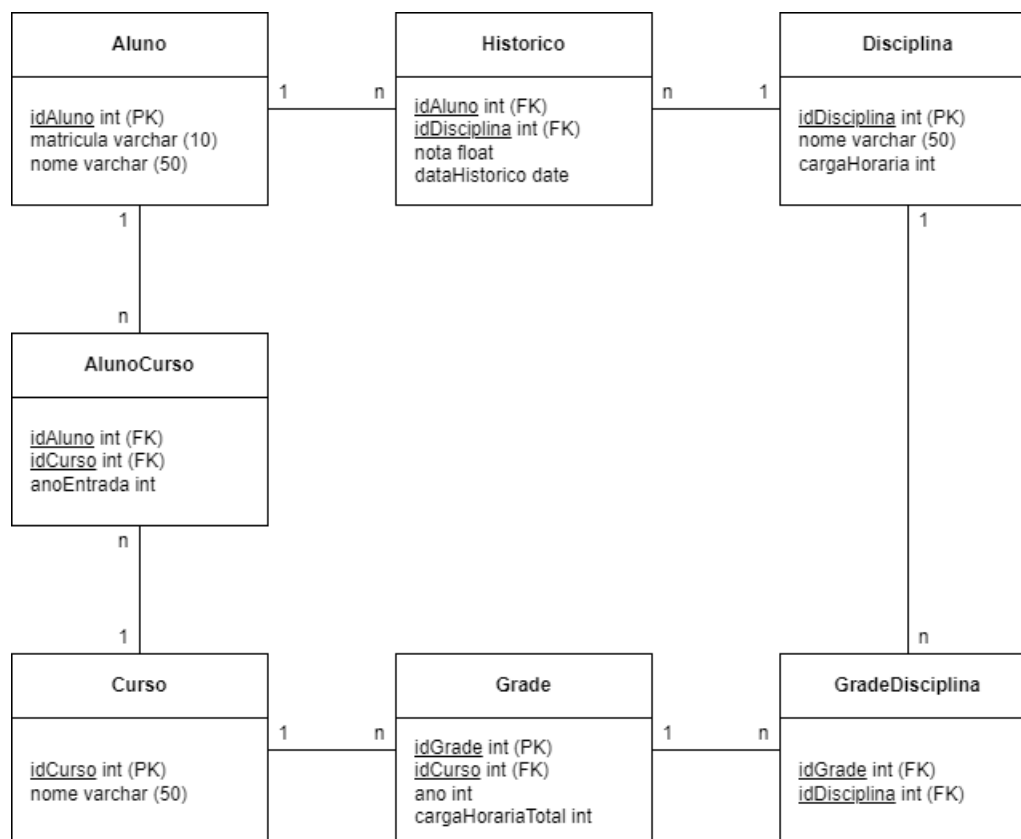 Aluno
idAluno int (PK)
matricula varchar (10)
nome varchar (50)
1
n
Historico
idAluno int (FK)
idDisciplina int (FK)
nota float
dataHistorico date
n
1
Disciplina
idDisciplina int (PK)
nome varchar (50)
cargaHoraria int
1
n
AlunoCurso
idAluno int (FK)
idCurso int (FK)
anoEntrada int
n
1
1
n
Curso
idCurso int (PK)
nome varchar (50)
1
n
Grade
idGrade int (PK)
idCurso int (FK)
ano int
cargaHorariaTotal int
1
n
GradeDisciplina
idGrade int (FK)
idDisciplina int (FK)